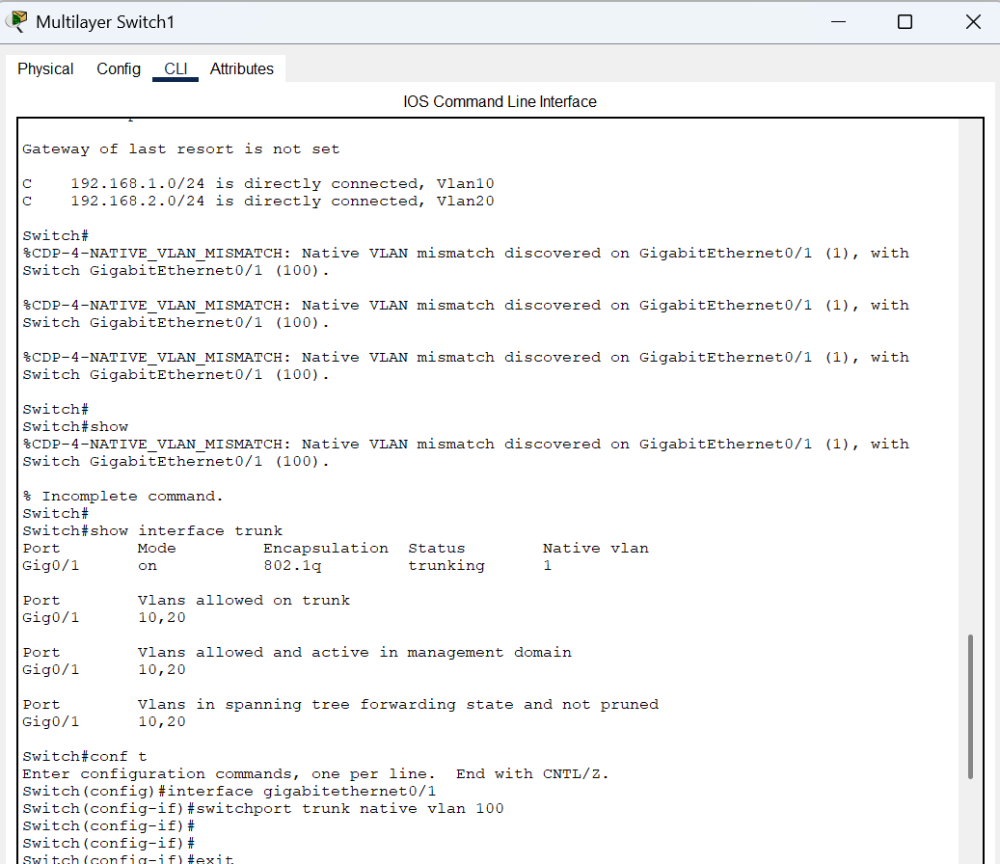 Multilayer Switch1
Physical Config CLI Attributes
IOS Command Line Interface
Gateway of last resort is not set
C    192.168.1.0/24 is directly connected, Vlan10
C    192.168.2.0/24 is directly connected, Vlan20
Switch#
%CDP-4-NATIVE_VLAN_MISMATCH: Native VLAN mismatch discovered on GigabitEthernet0/1 (1), with
Switch GigabitEthernet0/1 (100).
%CDP-4-NATIVE_VLAN_MISMATCH: Native VLAN mismatch discovered on GigabitEthernet0/1 (1), with
Switch GigabitEthernet0/1 (100).
%CDP-4-NATIVE_VLAN_MISMATCH: Native VLAN mismatch discovered on GigabitEthernet0/1 (1), with
Switch GigabitEthernet0/1 (100).
Switch#
Switch#show
%CDP-4-NATIVE_VLAN_MISMATCH: Native VLAN mismatch discovered on GigabitEthernet0/1 (1), with
Switch GigabitEthernet0/1 (100).
% Incomplete command.
Switch#
Switch#show interface trunk
Port        Mode         Encapsulation  Status        Native vlan
Gig0/1      on           802.1q         trunking      1
Port        Vlans allowed on trunk
Gig0/1      10,20
Port        Vlans allowed and active in management domain
Gig0/1      10,20
Port        Vlans in spanning tree forwarding state and not pruned
Gig0/1      10,20
Switch#conf t
Enter configuration commands, one per line.  End with CNTL/Z.
Switch(config)#interface gigabitethernet0/1
Switch(config-if)#switchport trunk native vlan 100
Switch(config-if)#
Switch(config-if)#
Switch(config-if)#exit